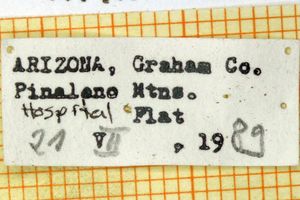 ARIZONA, Graham Co.
Pinaleno Mtns.
Hospital Flat
21 VII, 1989